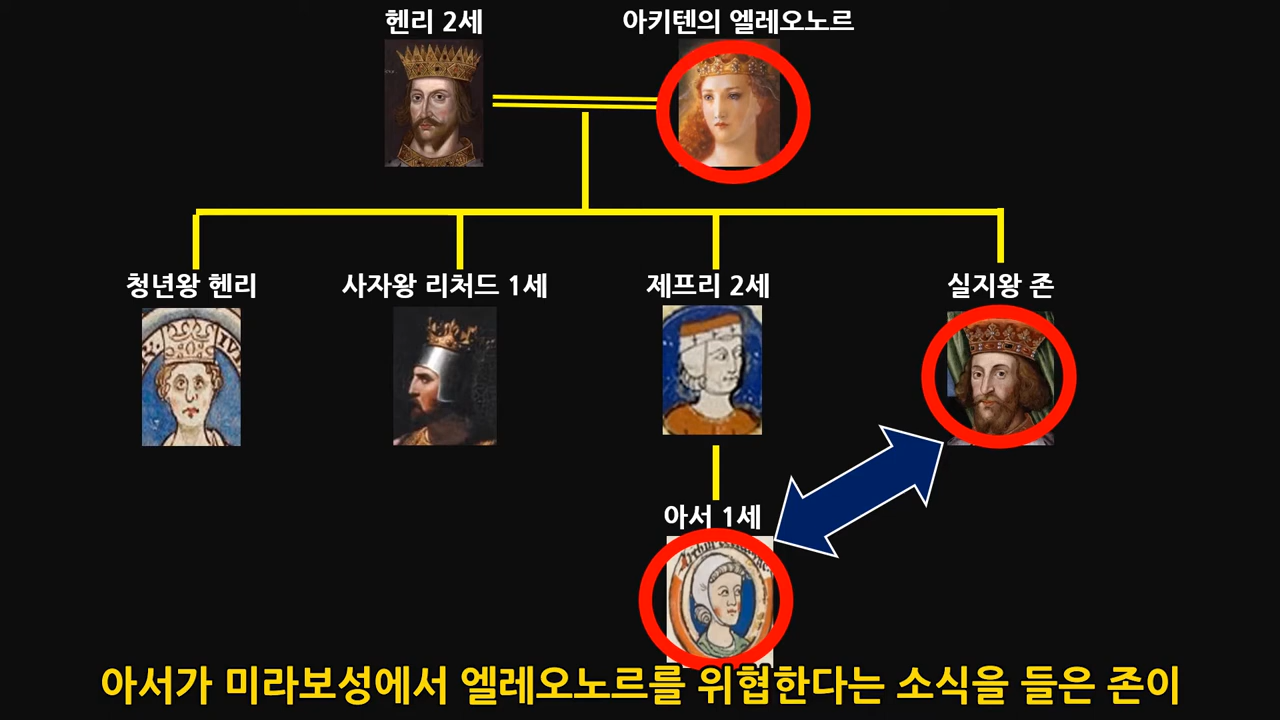 헨리 2세
아키텐의 엘레오노르
청년왕 헨리
사자왕 리처드 1세
제프리 2세
실지왕 존
아서 1세
아서가 미라보성에서 엘레오노르를 위협한다는 소식을 들은 존이